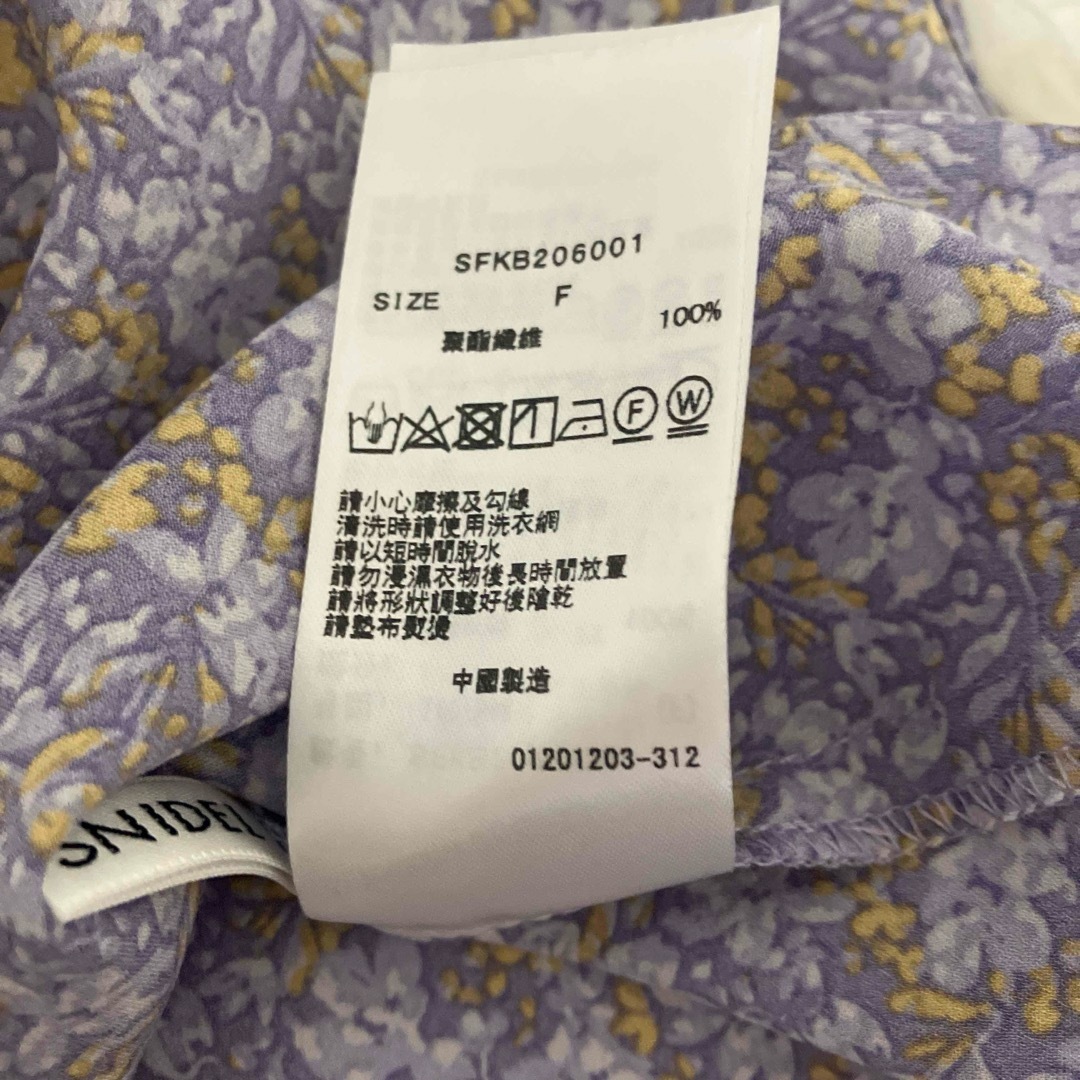 SFKB206001
SIZE F
聚酯纖維 100%
F W
請小心摩擦及勾線
清洗時請使用洗衣網
請以短時間脫水
請勿浸濕衣物後長時間放置
請將形狀調整好後陰乾
請墊布熨燙
中國製造
01201203-312
SNIDEL